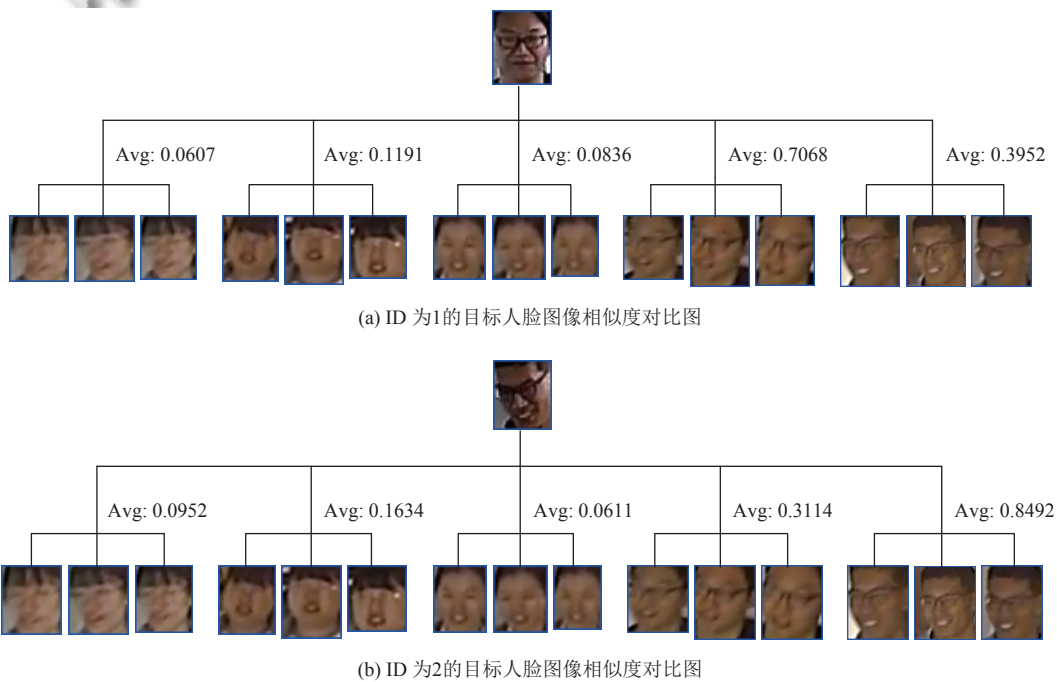 Avg: 0.0607 Avg: 0.1191 Avg: 0.0836 Avg: 0.7068 Avg: 0.3952
(a) ID 为1的目标人脸图像相似度对比图
Avg: 0.0952 Avg: 0.1634 Avg: 0.0611 Avg: 0.3114 Avg: 0.8492
(b) ID 为2的目标人脸图像相似度对比图